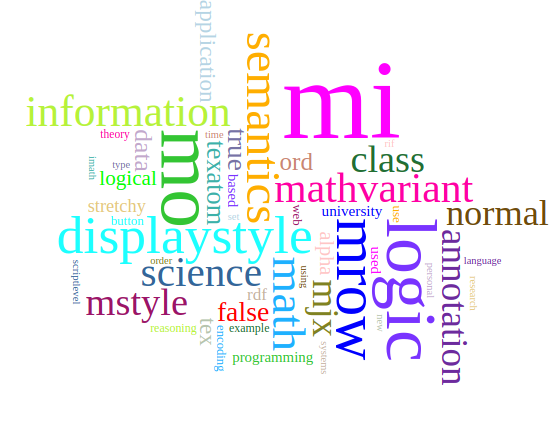 application
semantics
mi
information
theory
data
mo
time
true
texatom
rif
ord
class
math
type
logical
based
mathvariant
stretchy
button
set
web
university
use
normal
displaystyle
mrow
logic
alpha
used
annotation
order
science
scriptlevel
math
using
personal
language
research
mstyle
rdf
mjx
false
tex
reasoning
encoding
example
new
programming
systems